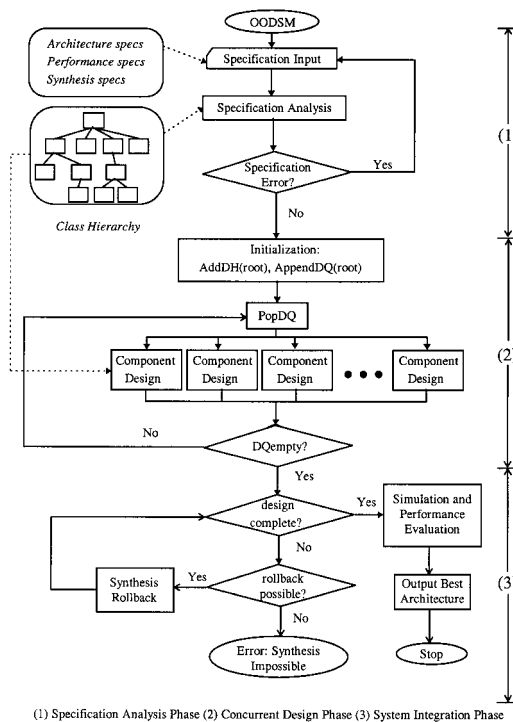 OODSM
Architecture specs
Performance specs
Synthesis specs
Specification Input
Specification Analysis
Specification
Error?
Yes
No
Class Hierarchy
(1
Initialization:
AddDH(root), AppendDQ(root)
PopDQ
Component
Design
Component
Design
Component
Design
Component
Design
(2)
No
DQempty?
Yes
design
complete?
Yes
Simulation and
Performance
Evaluation
No
Synthesis
Rollback
Yes
rollback
possible?
Output Best
Architecture
(3
No
Error: Synthesis
Impossible
Stop
(1) Specification Analysis Phase (2) Concurrent Design Phase (3) System Integration Phase